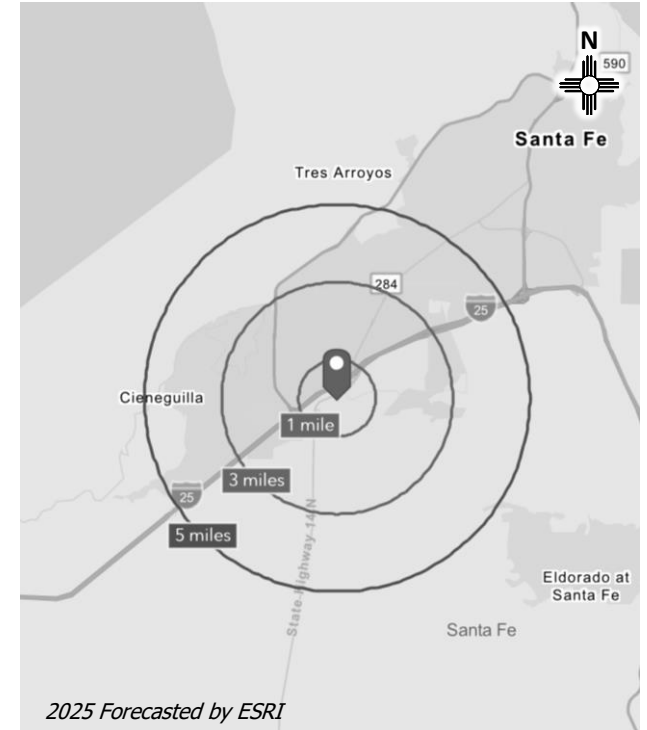 N
590
Santa Fe
Tres Arroyos
284
25
Cieneguilla
1 mile
3 miles
25
5 miles
State Highway 14 N
Eldorado at
Santa Fe
Santa Fe
2025 Forecasted by ESRI